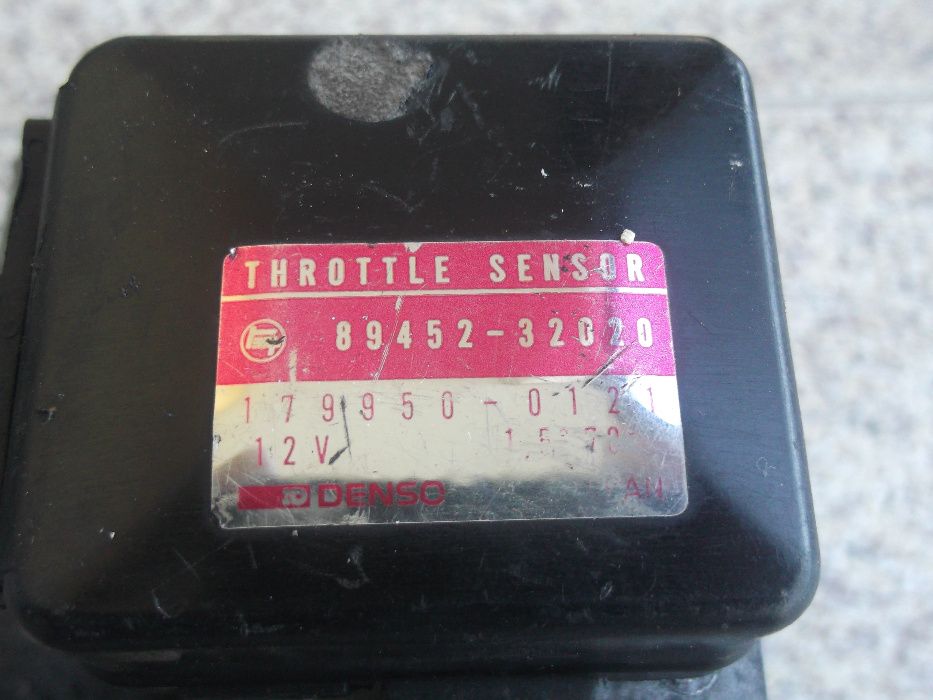 THROTTLE SENSOR
89452-32020
179950-0121
12V
DENSO